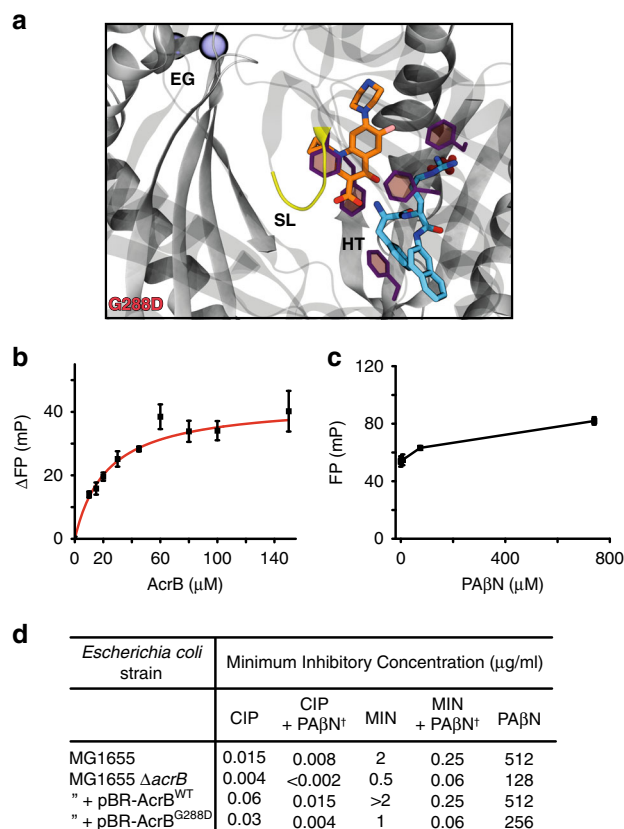 a
EG
SL
HT
G288D
b
ΔFP (mP)
40
20
0
0 20 60 100 140
AcrB (μM)
c
FP (mP)
120
80
40
0
0 400 800
PAβN (μM)
d
Escherichia coli strain
Minimum Inhibitory Concentration (μg/ml)
CIP
CIP + PAβN†
MIN
MIN + PAβN†
PAβN
MG1655 0.015 0.008 2 0.25 512
MG1655 ΔacrB 0.004 <0.002 0.5 0.06 128
" + pBR-AcrBWT 0.06 0.015 >2 0.25 512
" + pBR-AcrBG288D 0.03 0.004 1 0.06 256